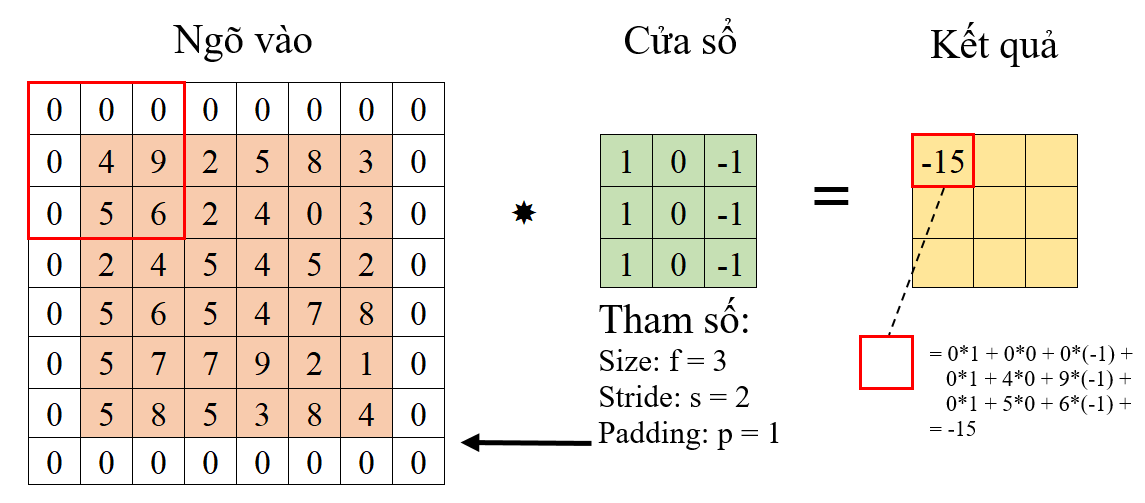 Ngõ vào
Cửa sổ
Kết quả
0 0 0 0 0 0 0 0
0 4 9 2 5 8 3 0
0 5 6 2 4 0 3 0
0 2 4 5 4 5 2 0
0 5 6 5 4 7 8 0
0 5 7 7 9 2 1 0
0 5 8 5 3 8 4 0
0 0 0 0 0 0 0 0
*
1 0 -1
1 0 -1
1 0 -1
=
-15
Tham số:
Size: f = 3
Stride: s = 2
Padding: p = 1
= 0*1 + 0*0 + 0*(-1) +
0*1 + 4*0 + 9*(-1) +
0*1 + 5*0 + 6*(-1) +
= -15